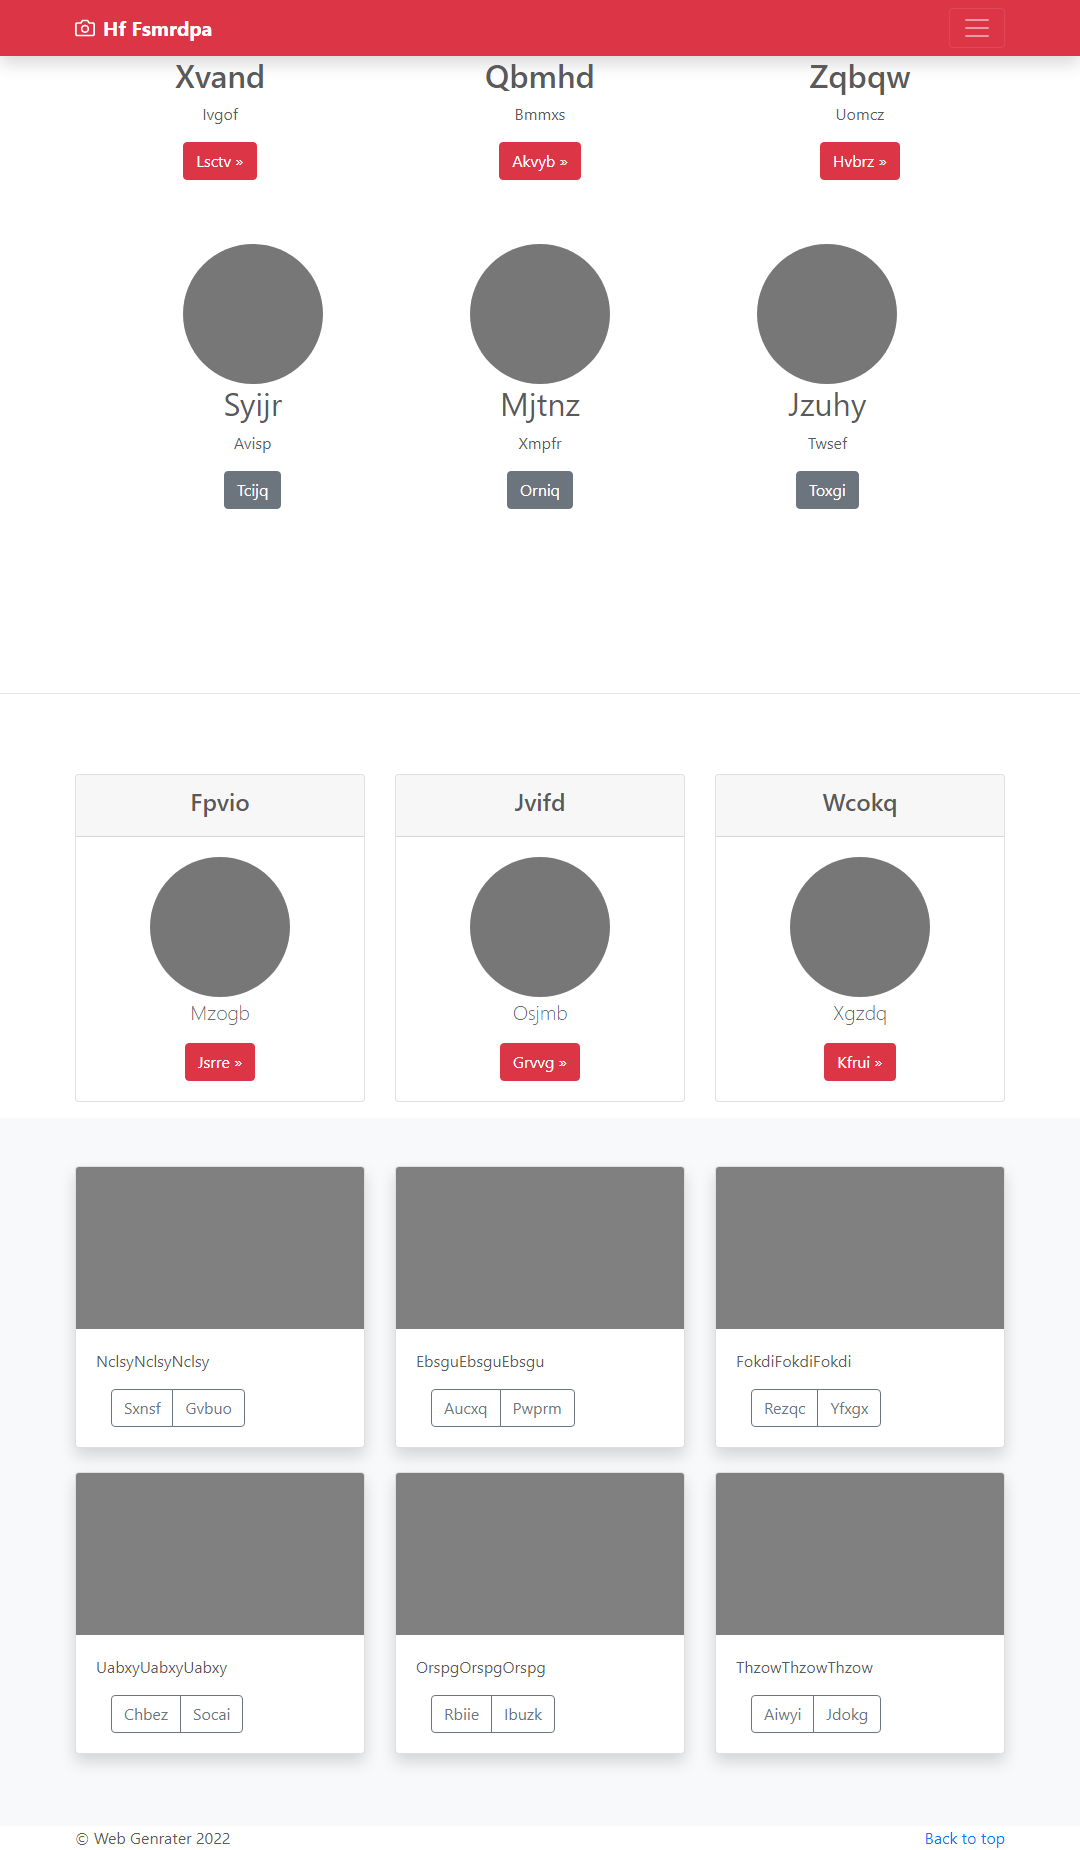 Hf Fsmrdpa
Xvand Qbmhd Zqbqw
Ivgof Bmmxs Uomcz
Lsctv » Akvyb » Hvbrz »
Syijr Mjtnz Jzuhy
Avisp Xmpfr Twsef
Tcijq Orniq Toxgi
Fpvio Jvifd Wcokq
Mzogb Osjmb Xgzdq
Jsrre » Grvvg » Kfrui »
NclsyNclsyNclsy EbsguEbsguEbsgu FokdiFokdiFokdi
Sxnsf Gvbuo Aucxq Pwprm Rezqc Yfxgx
UabxyUabxyUabxy OrspgOrspgOrspg ThzowThzowThzow
Chbez Socai Rbiie Ibuzk Aiwyi Jdokg
© Web Genrater 2022 Back to top